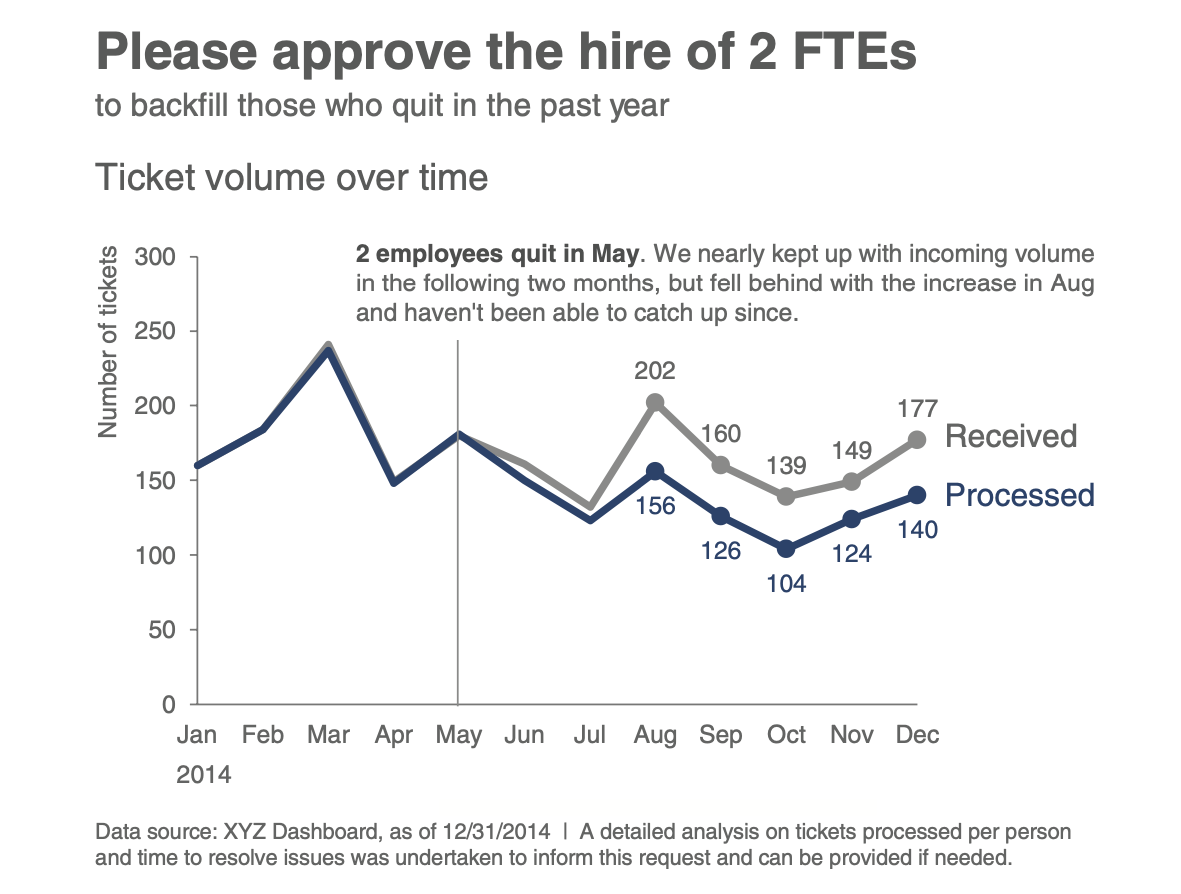 Please approve the hire of 2 FTEs
to backfill those who quit in the past year
Ticket volume over time
Number of tickets
300
250
200
150
100
50
0
2 employees quit in May. We nearly kept up with incoming volume
in the following two months, but fell behind with the increase in Aug
and haven't been able to catch up since.
202
160
139
149
177
Received
156
126
104
124
140
Processed
Jan Feb Mar Apr May Jun Jul Aug Sep Oct Nov Dec
2014
Data source: XYZ Dashboard, as of 12/31/2014 | A detailed analysis on tickets processed per person
and time to resolve issues was undertaken to inform this request and can be provided if needed.